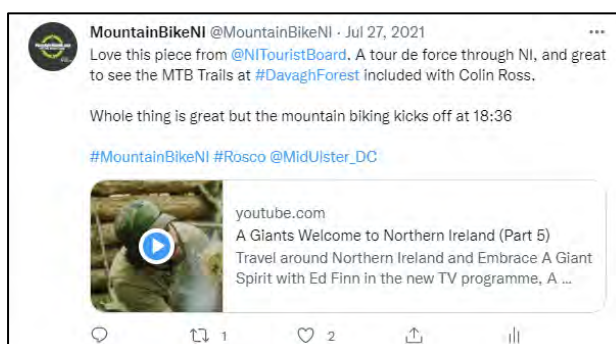 MountainBikeNI @MountainBikeNI · Jul 27, 2021
Love this piece from @NITouristBoard. A tour de force through NI, and great
to see the MTB Trails at #DavaghForest included with Colin Ross.
Whole thing is great but the mountain biking kicks off at 18:36
#MountainBikeNI #Rosco @MidUlster_DC
youtube.com
A Giants Welcome to Northern Ireland (Part 5)
Travel around Northern Ireland and Embrace A Giant
Spirit with Ed Finn in the new TV programme, A ...
1
2